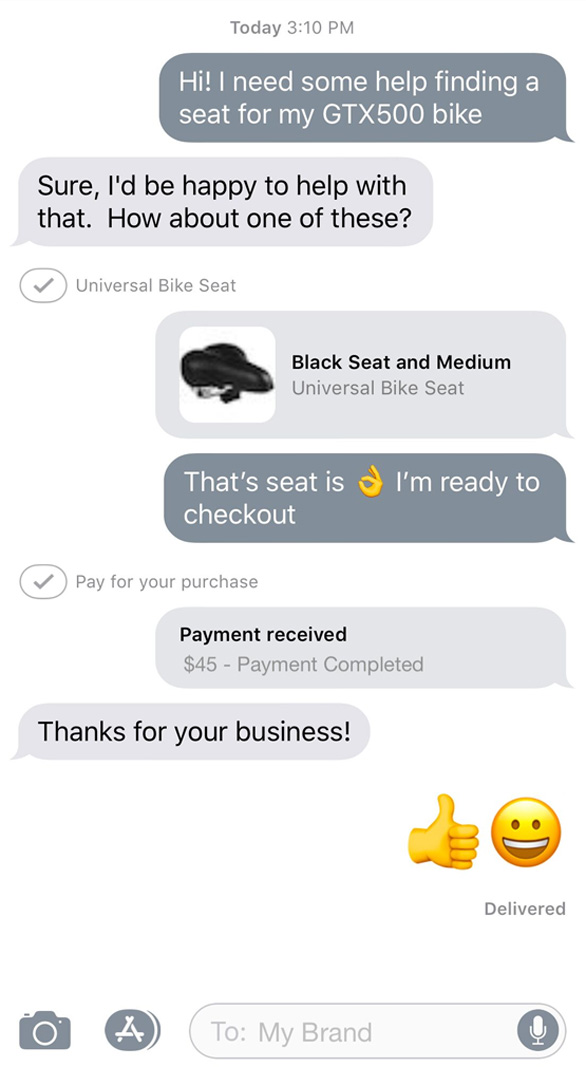 Today 3:10 PM
Hi! I need some help finding a
seat for my GTX500 bike
Sure, I'd be happy to help with
that.  How about one of these?
Universal Bike Seat
Black Seat and Medium
Universal Bike Seat
That’s seat is 👌 I’m ready to
checkout
Pay for your purchase
Payment received
$45 - Payment Completed
Thanks for your business!
👍😀
Delivered
To: My Brand